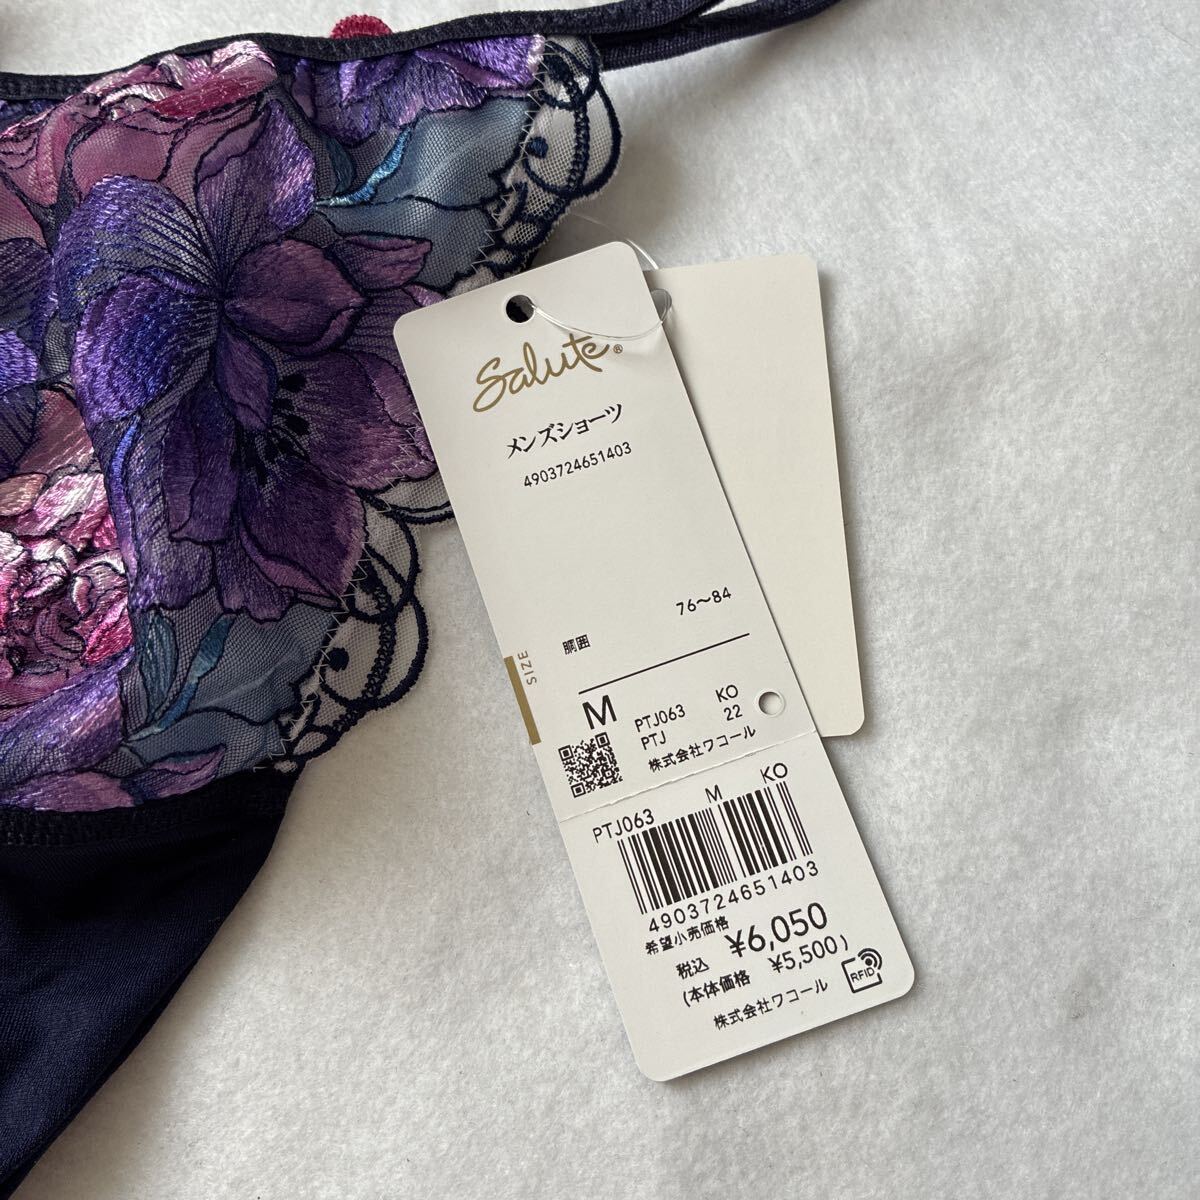 Salute®
メンズショーツ
4903724651403
胴囲 76～84
SIZE
M
PTJ063 KO
PTJ 22
株式会社ワコール
PTJ063 M KO
4903724651403
希望小売価格
税込 ¥6,050
(本体価格 ¥5,500)
株式会社ワコール
RFID